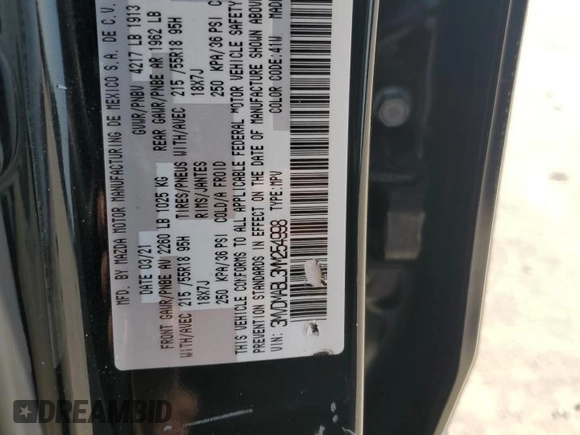 MFD. BY MAZDA MOTOR MANUFACTURING DE MEXICO S.A. DE C.V.
DATE 03/21 GVWR/PNBV 4217 LB 1913
FRONT GAWR/PNBE AV 2260 LB 1025 KG REAR GAWR/PNBE AR 1962 LB
WITH/AVEC 215 /55R18 95H TIRES/PNEUS WITH/AVEC 215 /55R18 95H
18X7J RIMS/JANTES 18X7J
250 KPA/36 PSI COLD/A FROID 250 KPA/36 PSI C
THIS VEHICLE CONFORMS TO ALL APPLICABLE FEDERAL MOTOR VEHICLE SAFETY
PREVENTION STANDARDS IN EFFECT ON THE DATE OF MANUFACTURE SHOWN ABOV
VIN: TYPE:MPV COLOR CODE:41W MAD
DREAMBID